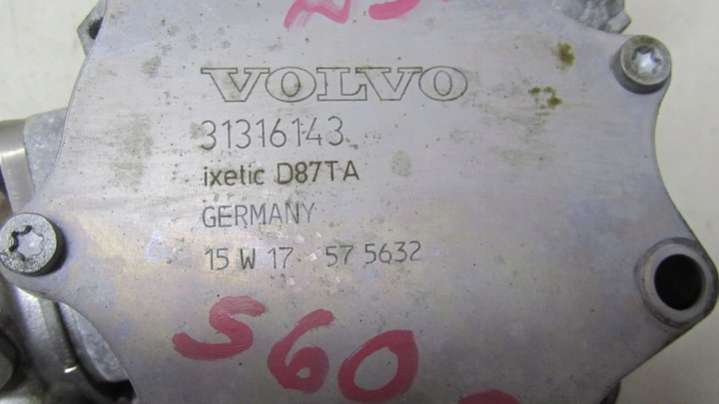 VOLVO
31316143
ixetic D87TA
GERMANY
15 W 17 57 5632
S60